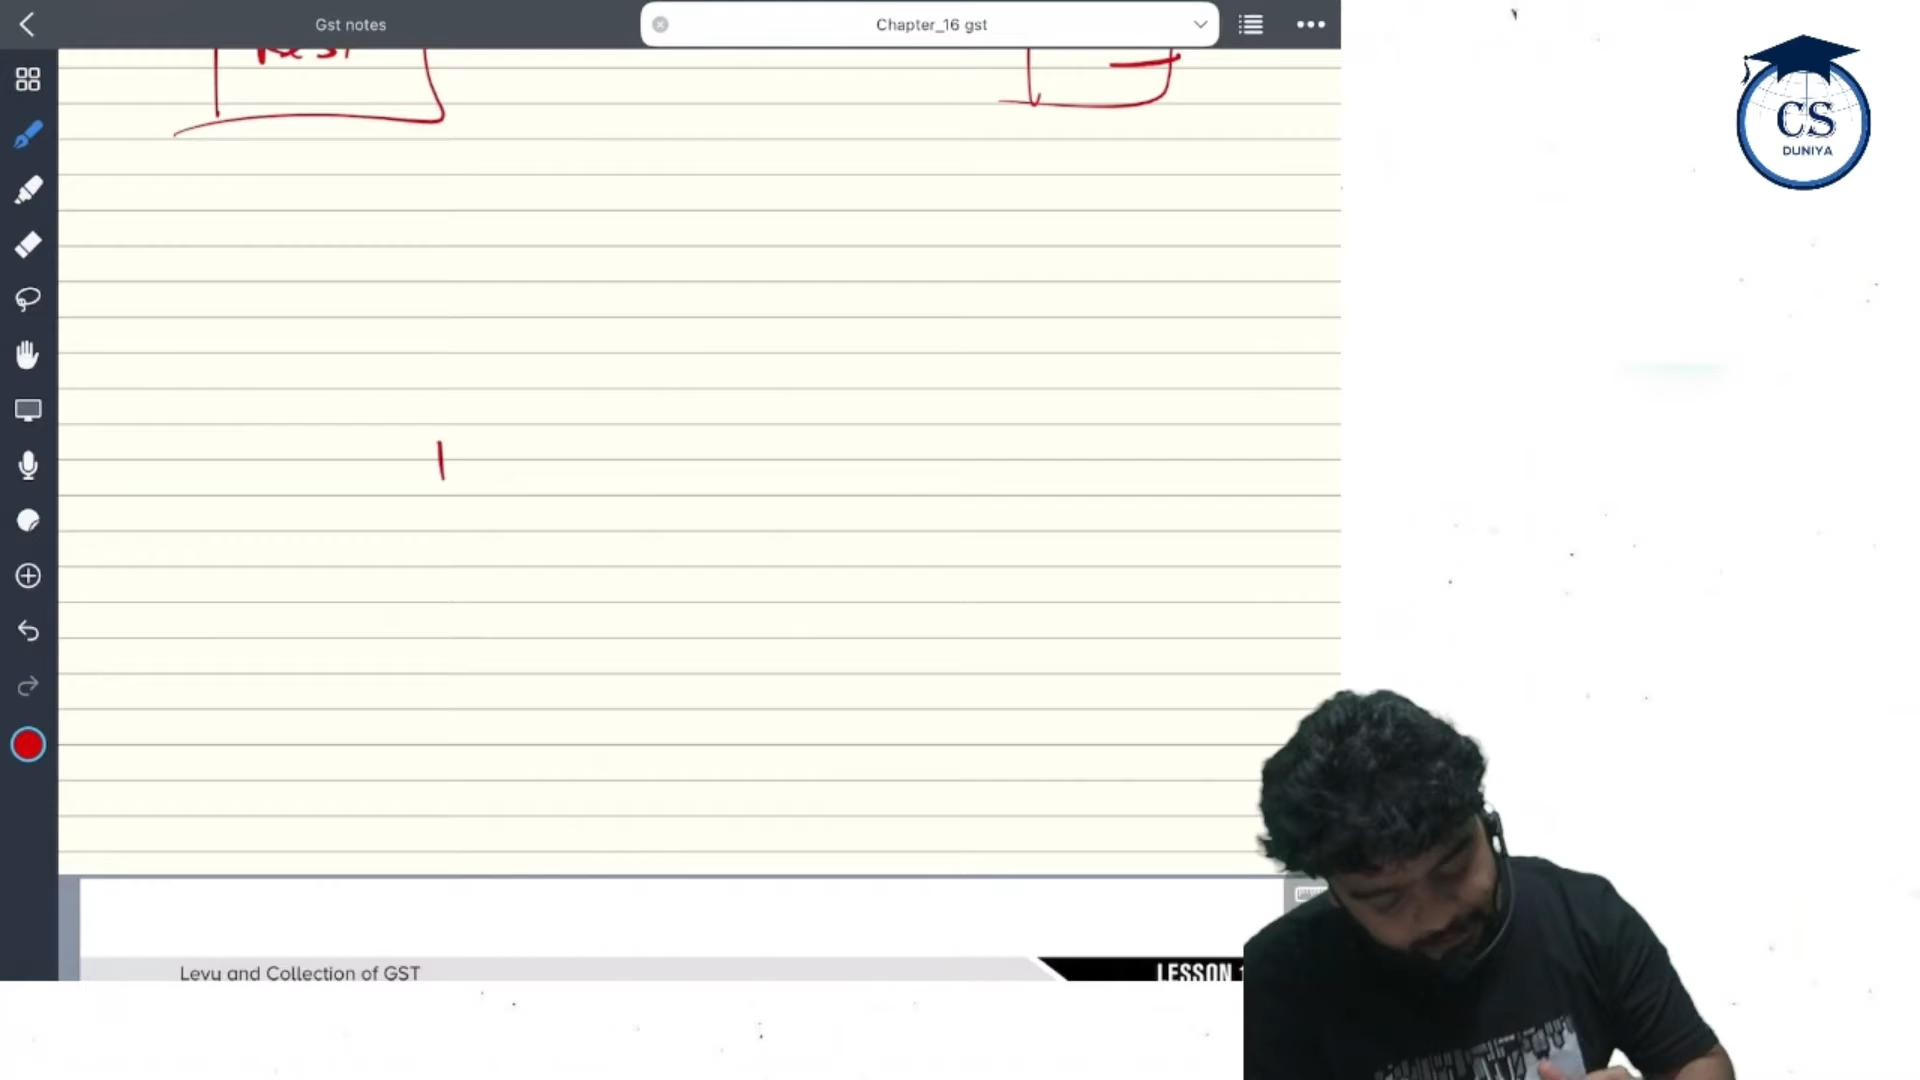 Gst notes
Chapter_16 gst
CS
DUNIYA
Levy and Collection of GST
LESSON